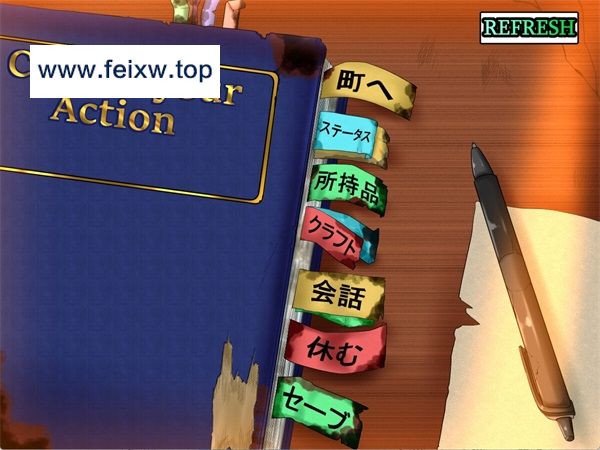 www.feixw.top
Action
REFRESH
町へ
ステータス
所持品
クラフト
会話
休む
セーブ